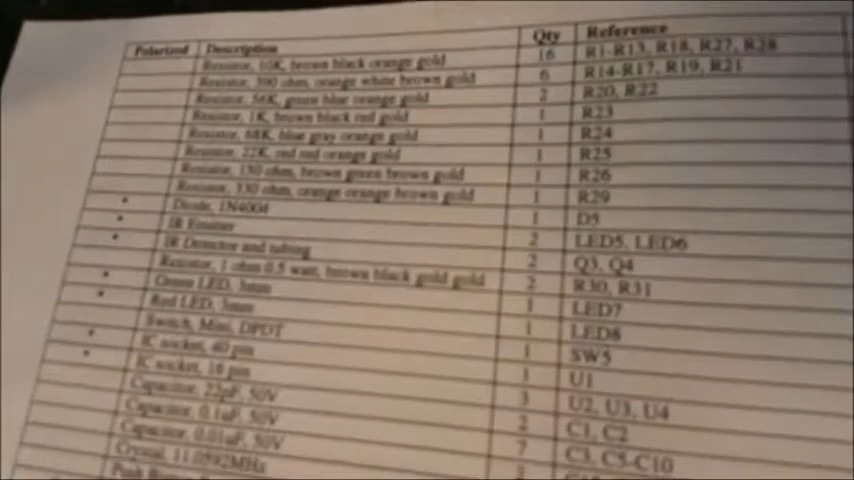 Polarized Description Qty Reference
Resistor, 10K, brown black orange gold 16 R1-R13, R18, R27, R28
Resistor, 390 ohm, orange white brown gold 6 R14-R17, R19, R21
Resistor, 56K, green blue orange gold 2 R20, R22
Resistor, 1K, brown black red gold 1 R23
Resistor, 68K, blue gray orange gold 1 R24
Resistor, 22K, red red orange gold 1 R25
Resistor, 150 ohm, brown green brown gold 1 R26
Resistor, 330 ohm, orange orange brown gold 1 R29
• Diode, 1N4004 1 D5
• IR Emitter 2 LED5, LED6
• IR Detector and tubing 2 Q3, Q4
Resistor, 1 ohm 0.5 watt, brown black gold gold 2 R30, R31
• Green LED, 3mm 1 LED7
• Red LED, 3mm 1 LED8
Switch, Mini, DPDT 1 SW5
• IC socket, 40 pin 1 U1
• IC socket, 16 pin 3 U2, U3, U4
Capacitor, 22pF, 50V 2 C1, C2
Capacitor, 0.1uF, 50V 7 C3, C5-C10
Capacitor, 0.01uF, 50V
Crystal, 11.0592MHz
Push